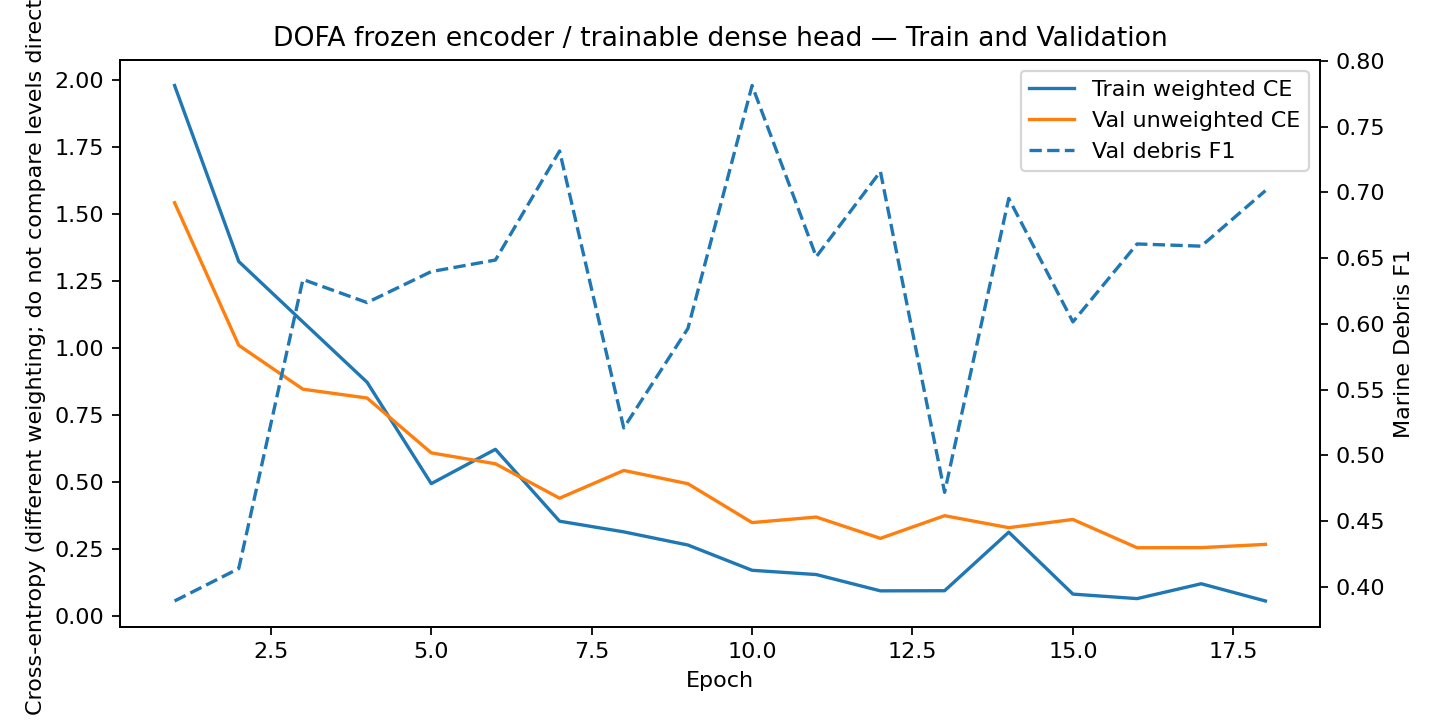 DOFA frozen encoder / trainable dense head — Train and Validation
Cross-entropy (different weighting; do not compare levels direct
2.00
1.75
1.50
1.25
1.00
0.75
0.50
0.25
0.00
Train weighted CE
Val unweighted CE
Val debris F1
0.80
0.75
0.70
0.65
0.60
0.55
0.50
0.45
0.40
Marine Debris F1
2.5 5.0 7.5 10.0 12.5 15.0 17.5
Epoch